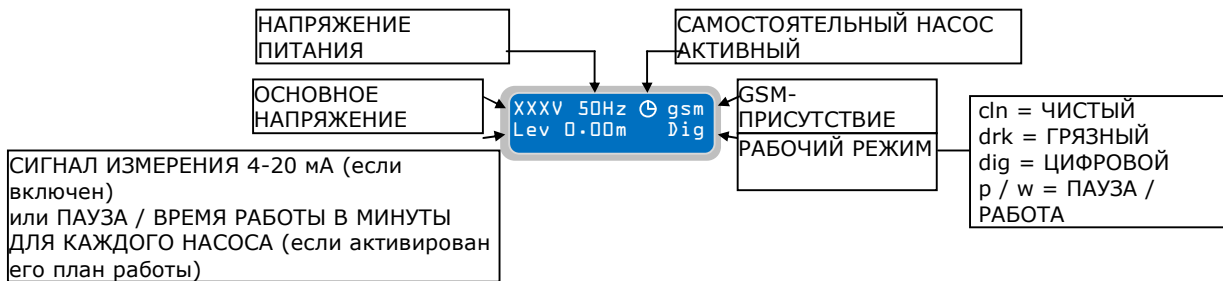 НАПРЯЖЕНИЕ
ПИТАНИЯ
САМОСТОЯТЕЛЬНЫЙ НАСОС
АКТИВНЫЙ
ОСНОВНОЕ
НАПРЯЖЕНИЕ
XXXV 50Hz gsm
Lev 0.00m Dig
GSM-
ПРИСУТСТВИЕ
РАБОЧИЙ РЕЖИМ
cln = ЧИСТЫЙ
drk = ГРЯЗНЫЙ
dig = ЦИФРОВОЙ
p / w = ПАУЗА /
РАБОТА
СИГНАЛ ИЗМЕРЕНИЯ 4-20 мА (если
включен)
или ПАУЗА / ВРЕМЯ РАБОТЫ В МИНУТЫ
ДЛЯ КАЖДОГО НАСОСА (если активирован
его план работы)